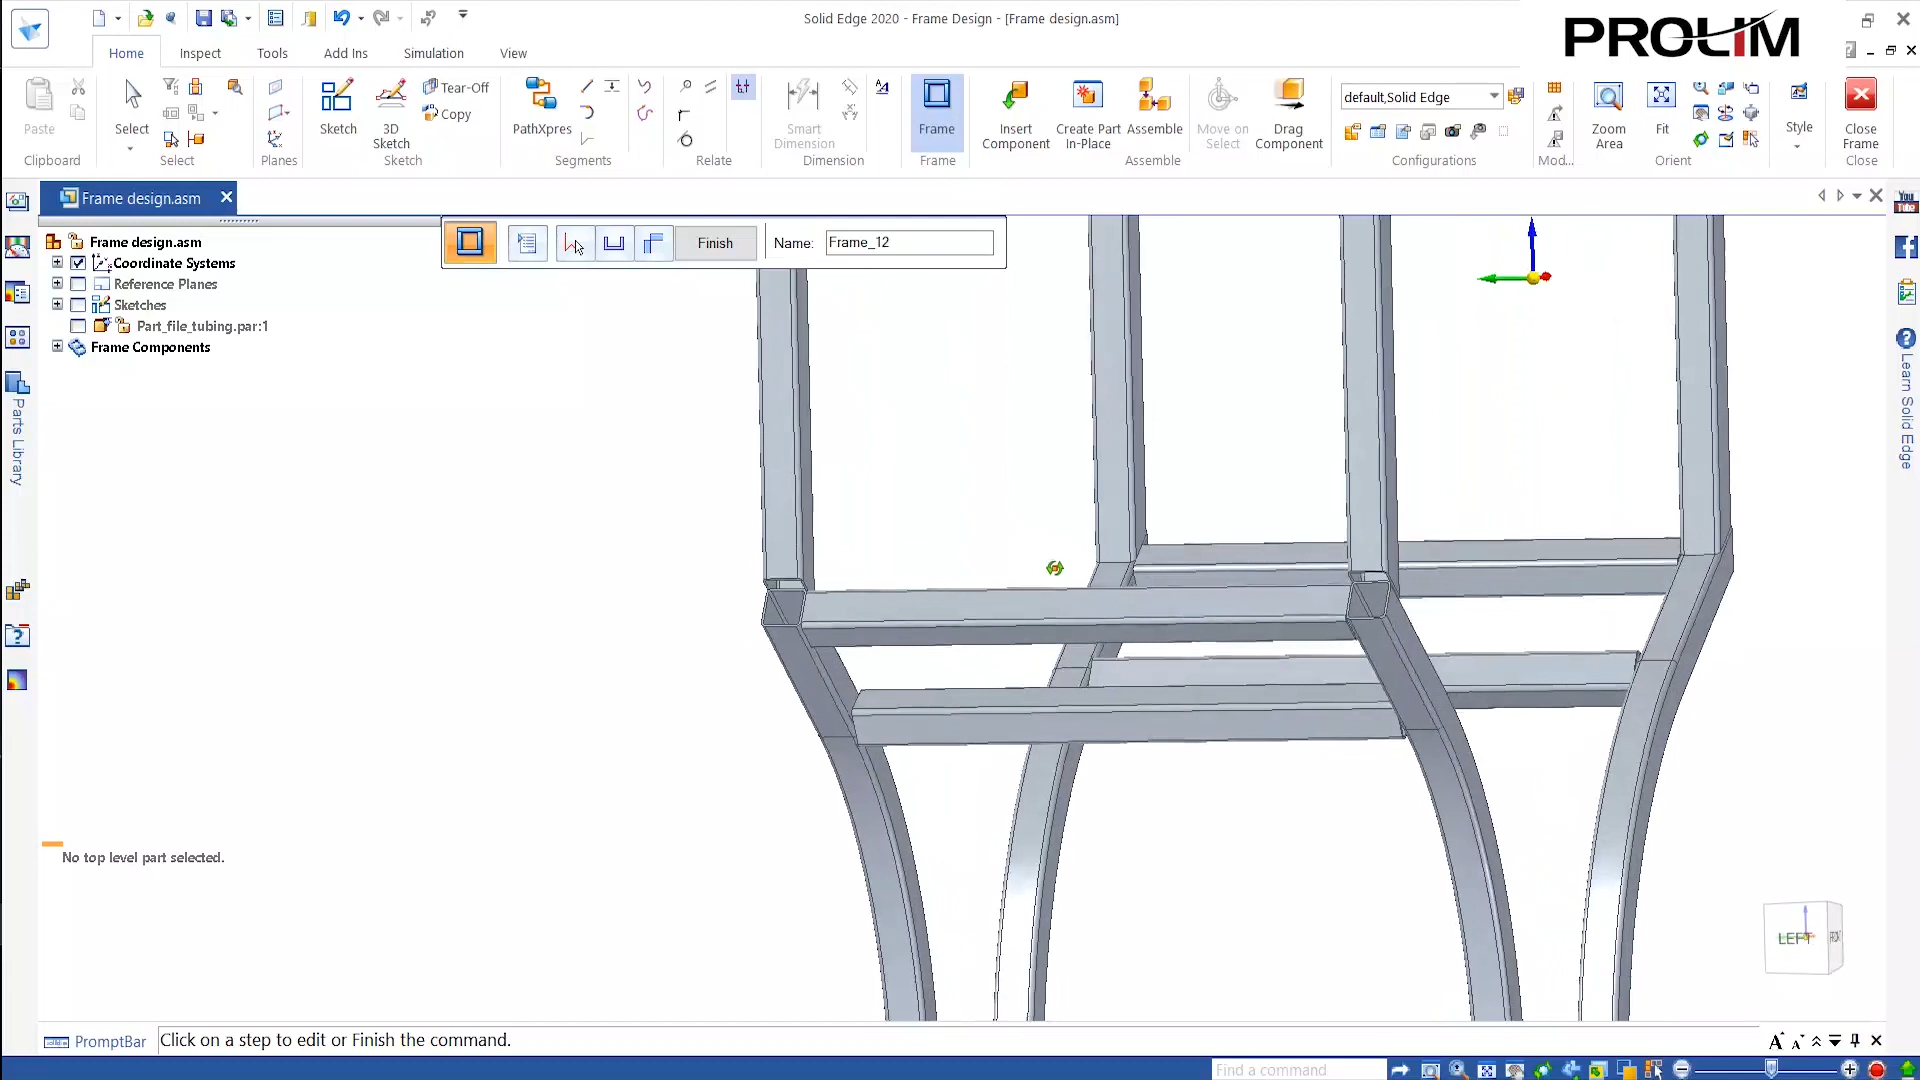 Solid Edge 2020 - Frame Design - [Frame design.asm]
PROLIM
Home Inspect Tools Add Ins Simulation View
Paste
Clipboard
Select
Select
Planes
Sketch
3D Sketch
Tear-Off
Copy
Sketch
PathXpres
Segments
Relate
Smart Dimension
Dimension
Frame
Frame
Insert Component
Create Part In-Place
Assemble
Move on Select
Drag Component
Assemble
default,Solid Edge
Configurations
Mod...
Zoom Area
Fit
Orient
Style
Close Frame
Close
Frame design.asm
Frame design.asm
Coordinate Systems
Reference Planes
Sketches
Part_file_tubing.par:1
Frame Components
Finish
Name: Frame_12
Parts Library
You Tube
Learn Solid Edge
No top level part selected.
LEFT
PromptBar
Click on a step to edit or Finish the command.
Find a command